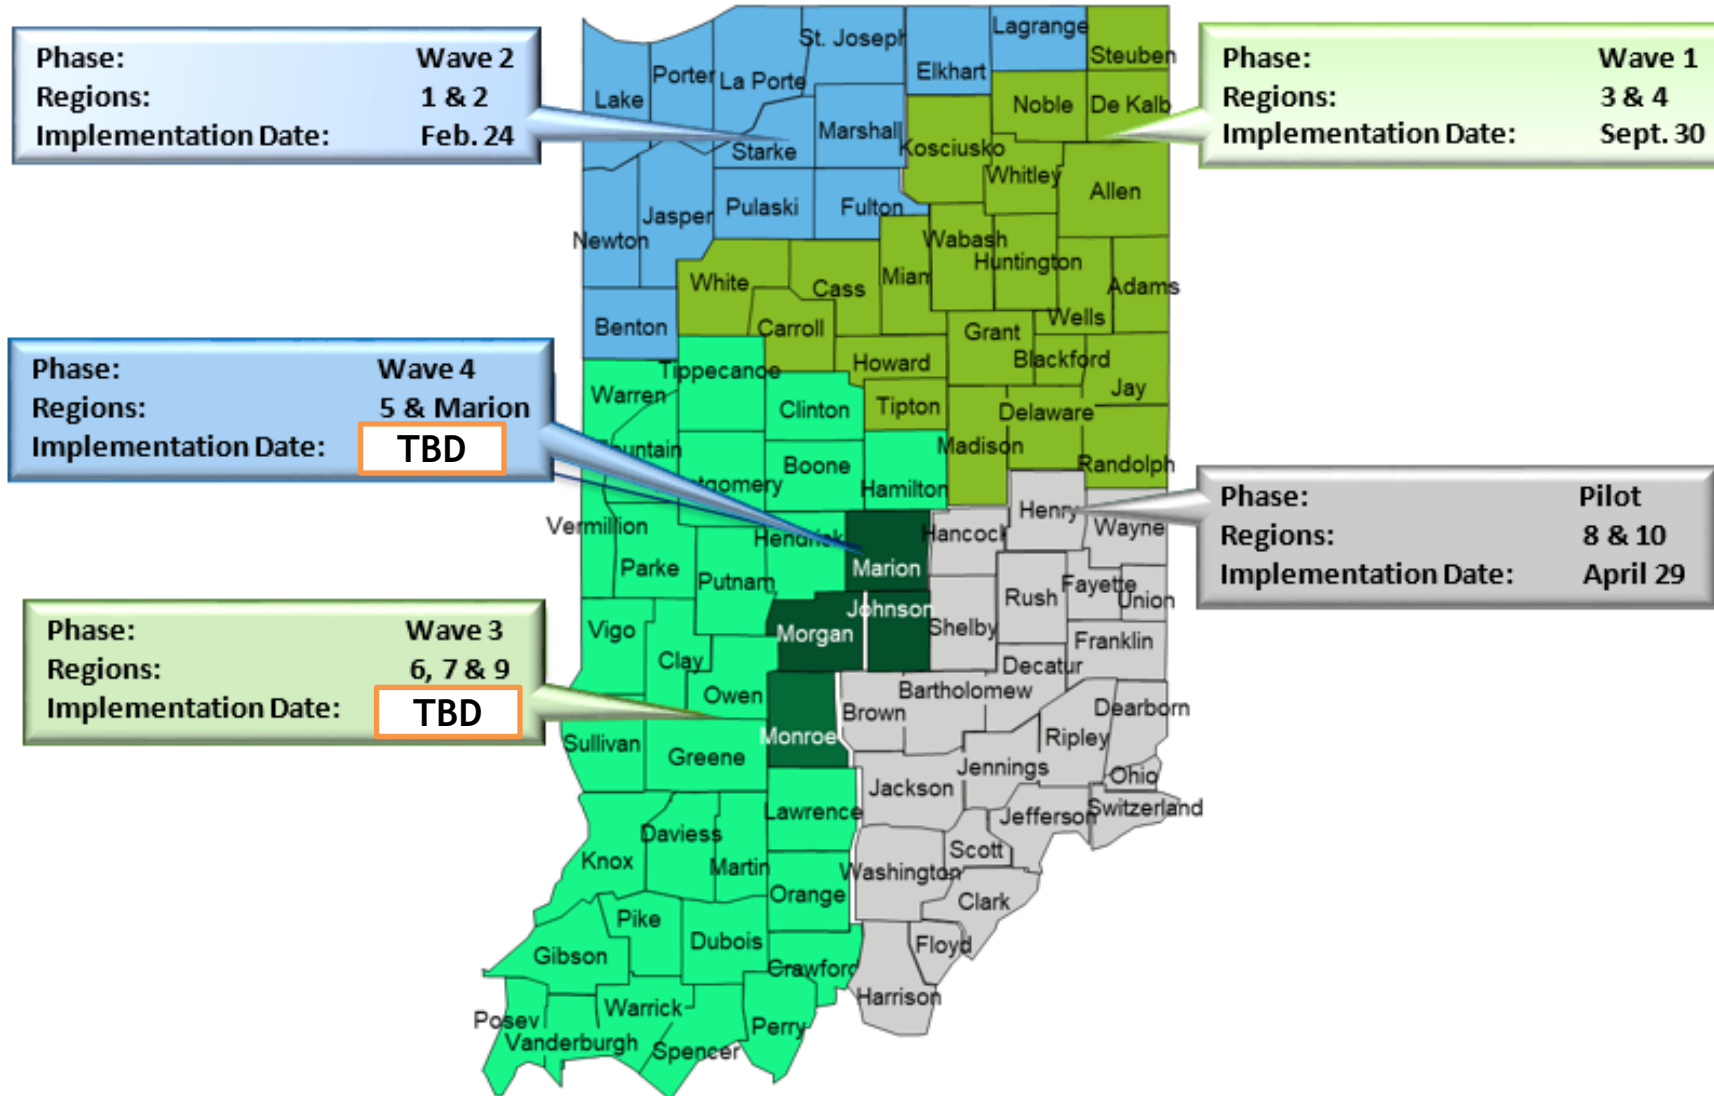 Phase: Wave 2
Regions: 1 & 2
Implementation Date: Feb. 24
Phase: Wave 1
Regions: 3 & 4
Implementation Date: Sept. 30
Phase: Wave 4
Regions: 5 & Marion
Implementation Date: TBD
Phase: Pilot
Regions: 8 & 10
Implementation Date: April 29
Phase: Wave 3
Regions: 6, 7 & 9
Implementation Date: TBD
Lake
Porter
La Porte
St. Joseph
Elkhart
Lagrange
Steuben
Noble
De Kalb
Starke
Marshall
Kosciusko
Whitley
Allen
Newton
Jasper
Pulaski
Fulton
Wabash
Huntington
Adams
White
Cass
Miam
Wells
Benton
Carroll
Grant
Blackford
Howard
Jay
Warren
Tippecanoe
Clinton
Tipton
Delaware
Madison
Randolph
untain
tgomery
Boone
Hamilton
Henry
Wayne
Vermillion
Hendrick
Hancock
Marion
Parke
Putnam
Rush
Fayette
Union
Vigo
Clay
Morgan
Johnson
Shelby
Franklin
Decatur
Owen
Bartholomew
Brown
Dearborn
Sullivan
Greene
Monroe
Ripley
Jennings
Ohio
Jackson
Lawrence
Jefferson
Switzerland
Knox
Daviess
Martin
Scott
Washington
Orange
Clark
Pike
Gibson
Dubois
Floyd
Crawford
Harrison
Posey
Warrick
Perry
Vanderburgh
Spencer